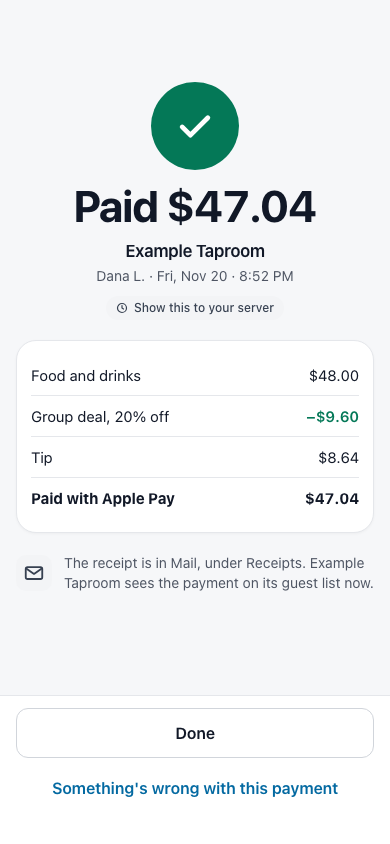 Paid $47.04
Example Taproom
Dana L. · Fri, Nov 20 · 8:52 PM
Show this to your server
Food and drinks $48.00
Group deal, 20% off −$9.60
Tip $8.64
Paid with Apple Pay $47.04
The receipt is in Mail, under Receipts. Example
Taproom sees the payment on its guest list now.
Done
Something's wrong with this payment